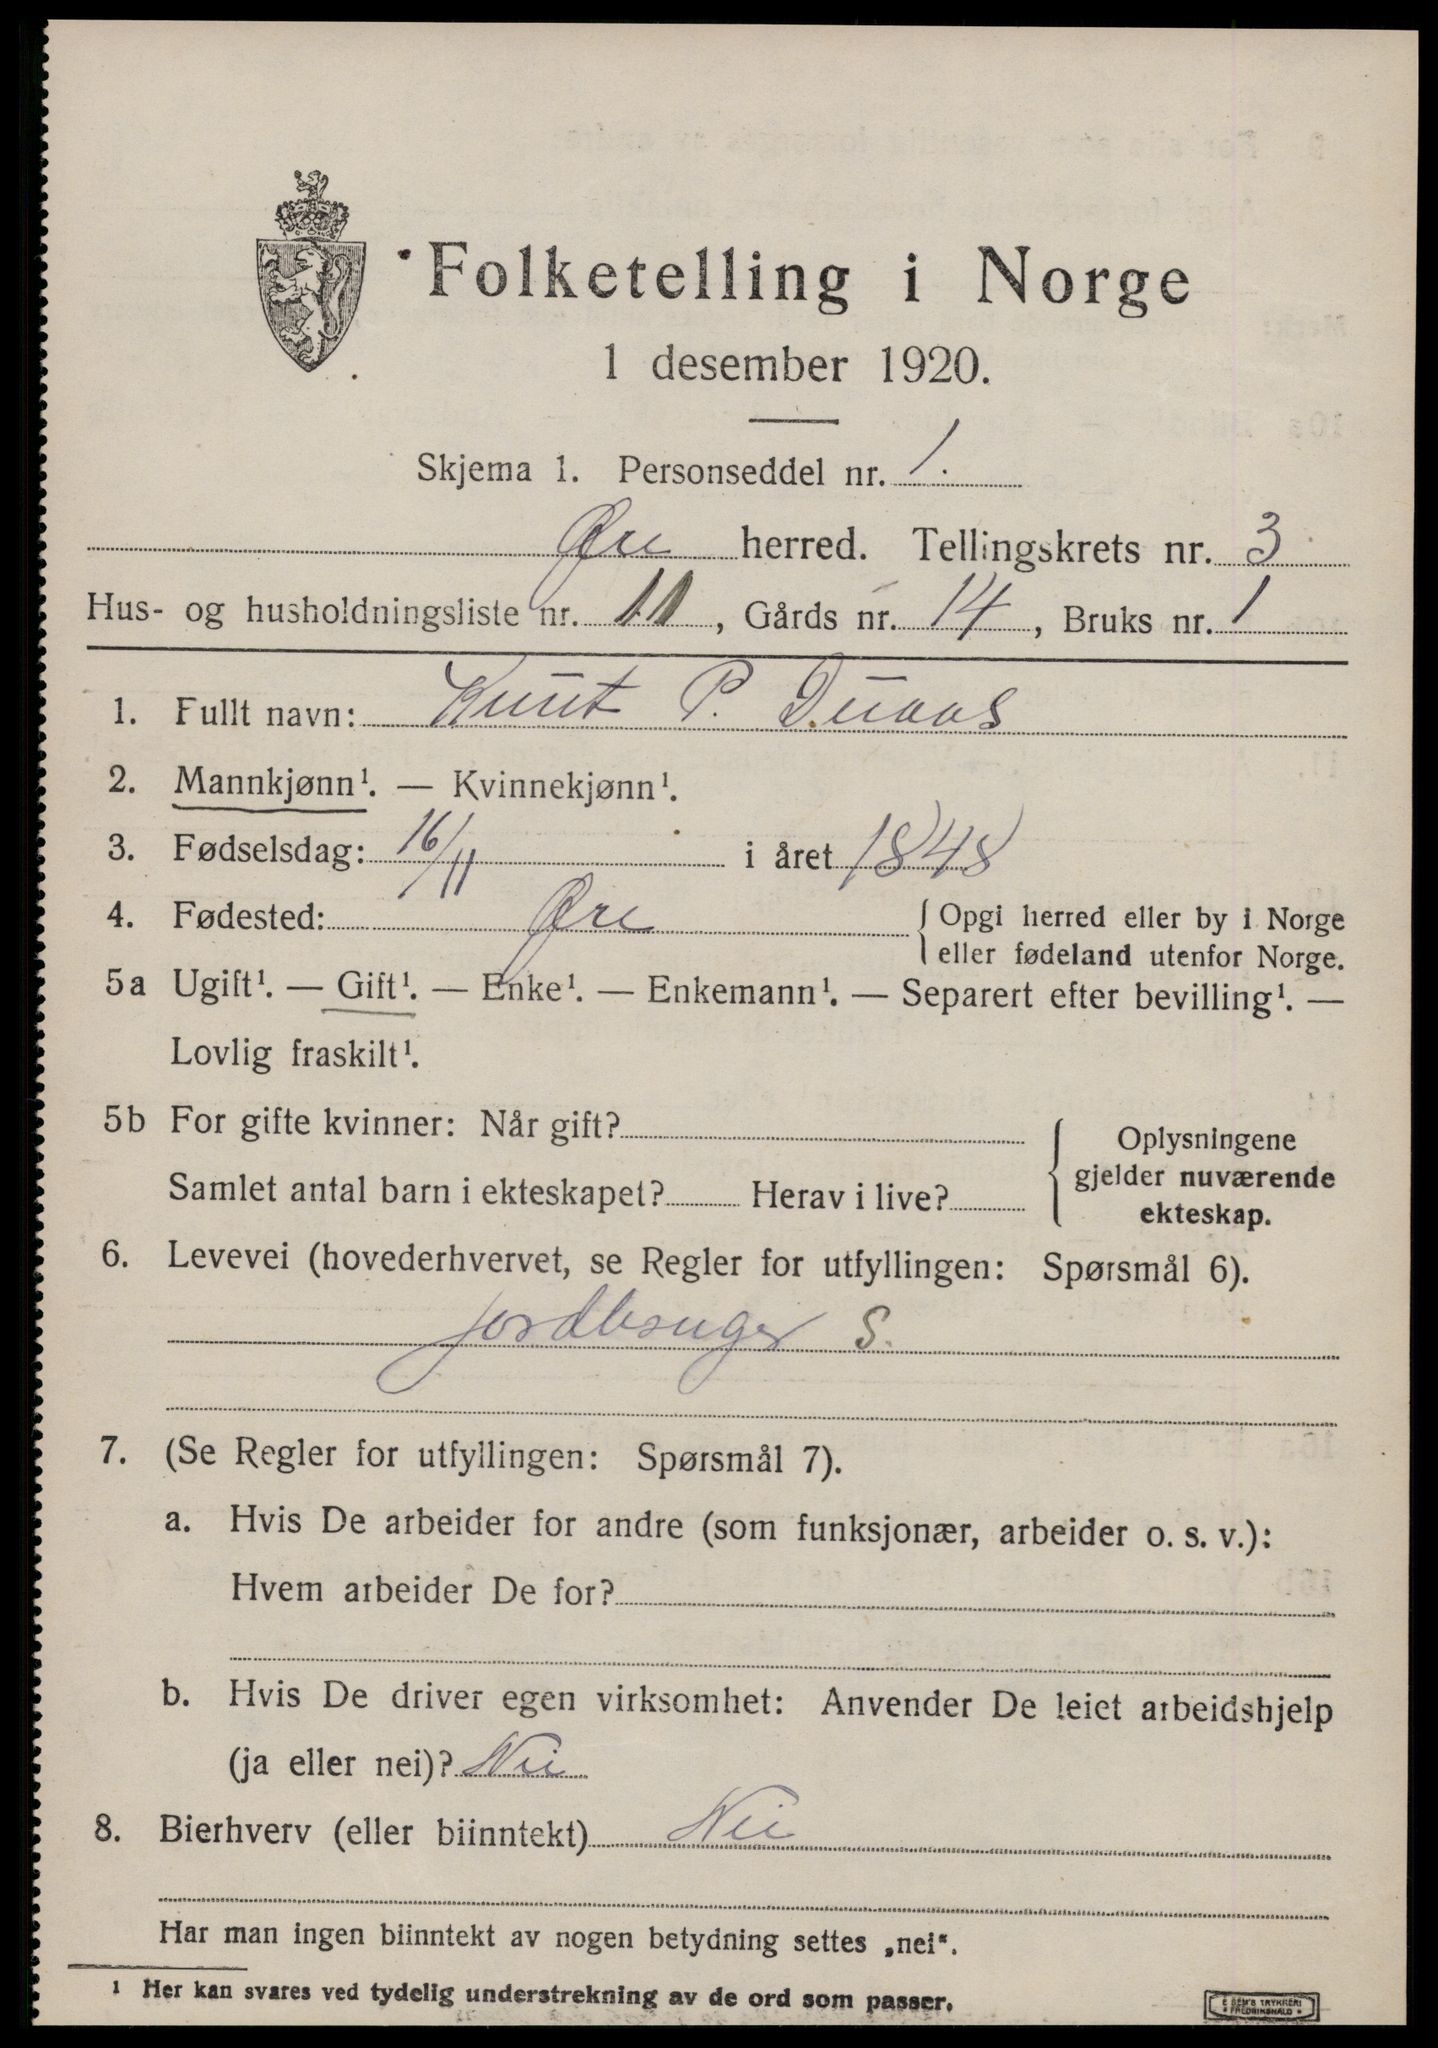 Folketelling i Norge
1 desember 1920.
Skjema 1. Personseddel nr. 1.
Øre herred. Tellingskrets nr. 3
Hus- og husholdningsliste nr. 11, Gårds nr. 14, Bruks nr. 1
1. Fullt navn: Knut P. Duaas
2. Mannkjønn¹. — Kvinnekjønn¹.
3. Fødselsdag: 16/11 i året 1848
4. Fødested: Øre { Opgi herred eller by i Norge
eller fødeland utenfor Norge.
5a Ugift¹. — Gift¹. — Enke¹. — Enkemann¹. — Separert efter bevilling¹. —
Lovlig fraskilt¹.
5b For gifte kvinner: Når gift?
Samlet antal barn i ekteskapet? Herav i live?
{ Oplysningene
gjelder nuværende
ekteskap.
6. Levevei (hovederhvervet, se Regler for utfyllingen: Spørsmål 6).
Jordbruger S.
7. (Se Regler for utfyllingen: Spørsmål 7).
a. Hvis De arbeider for andre (som funksjonær, arbeider o. s. v.):
Hvem arbeider De for?
b. Hvis De driver egen virksomhet: Anvender De leiet arbeidshjelp
(ja eller nei)? Nei
8. Bierhverv (eller biinntekt) Nei
Har man ingen biinntekt av nogen betydning settes „nei“.
1 Her kan svares ved tydelig understrekning av de ord som passer.
E SEM'S TRYKKERI
* FREDRIKSHALD *